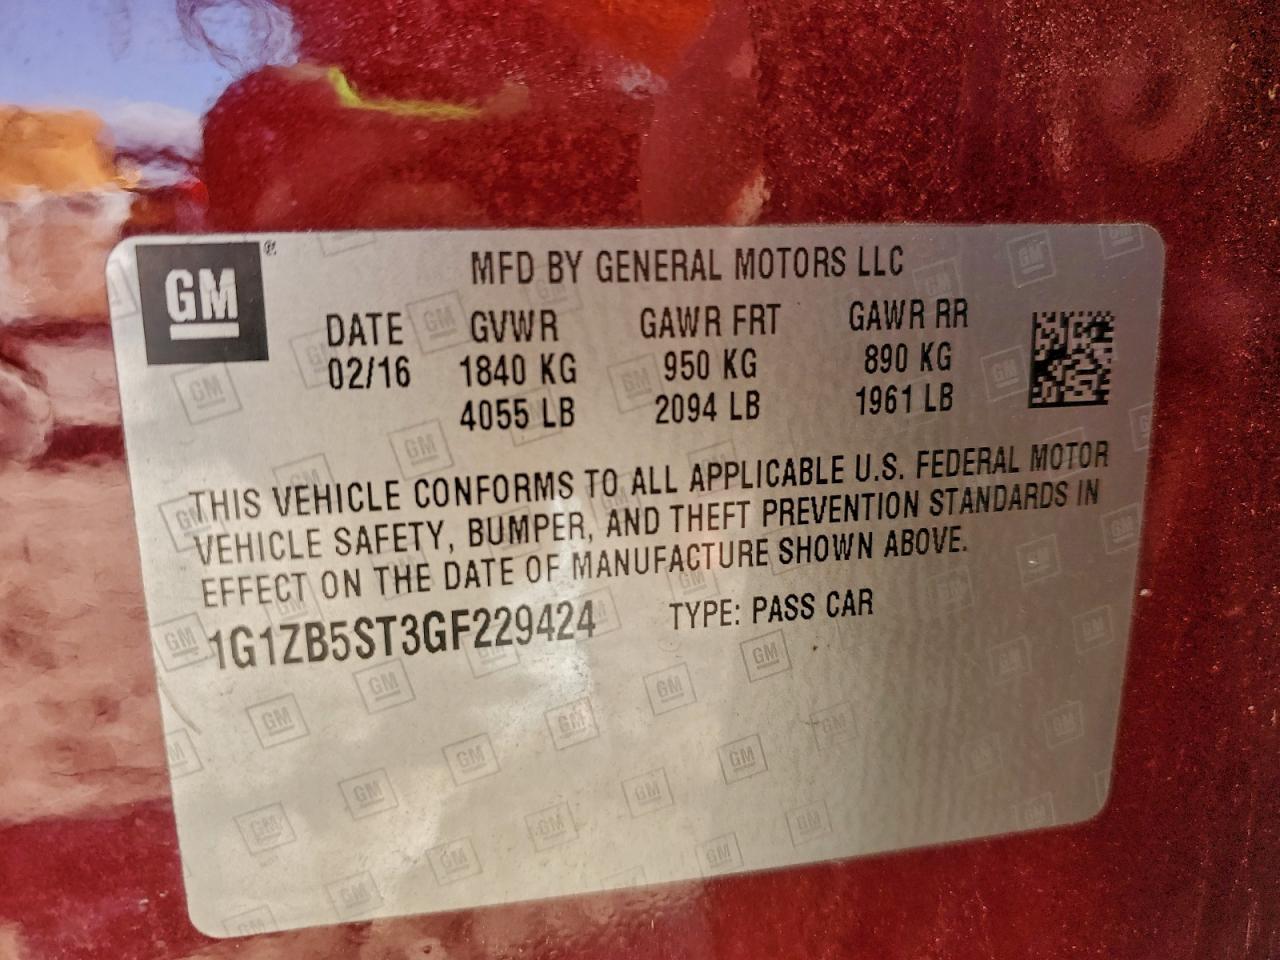 GM ®
MFD BY GENERAL MOTORS LLC
DATE GVWR GAWR FRT GAWR RR
02/16 1840 KG 950 KG 890 KG
4055 LB 2094 LB 1961 LB
THIS VEHICLE CONFORMS TO ALL APPLICABLE U.S. FEDERAL MOTOR
VEHICLE SAFETY, BUMPER, AND THEFT PREVENTION STANDARDS IN
EFFECT ON THE DATE OF MANUFACTURE SHOWN ABOVE.
1G1ZB5ST3GF229424 TYPE: PASS CAR